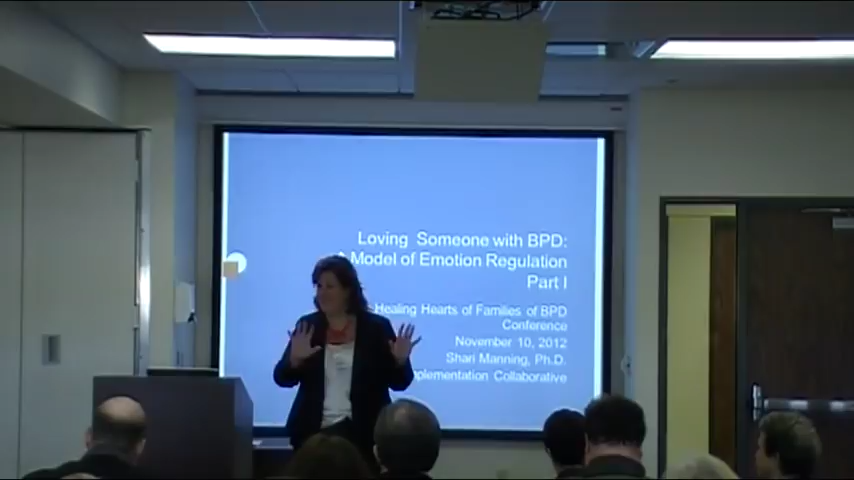 Loving Someone with BPD:
Model of Emotion Regulation
Part I
Healing Hearts of Families of BPD
Conference
November 10, 2012
Shari Manning, Ph.D.
Collaborative